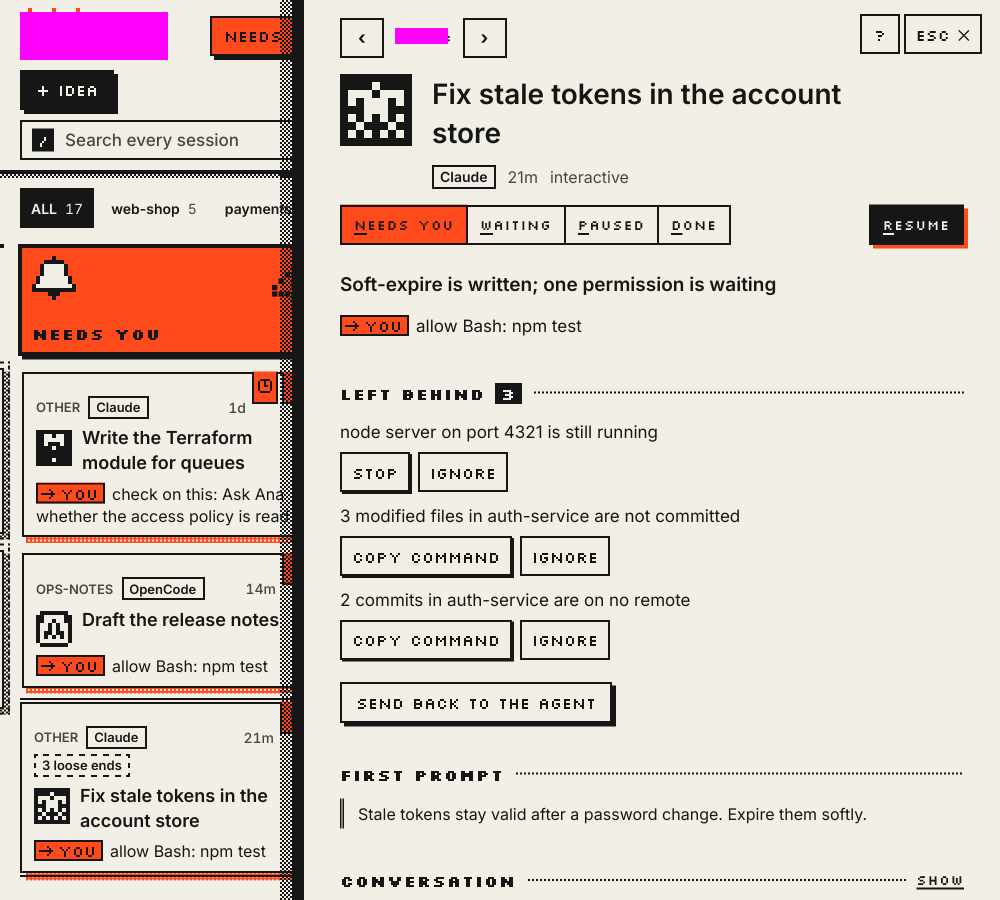 NEEDS
+ IDEA
/ Search every session
ALL 17 web-shop 5 payment
NEEDS YOU
OTHER Claude 1d
Write the Terraform
module for queues
→ YOU check on this: Ask Ana
whether the access policy is read
OPS-NOTES OpenCode 14m
Draft the release notes
→ YOU allow Bash: npm test
OTHER Claude 21m
3 loose ends
Fix stale tokens in the
account store
→ YOU allow Bash: npm test
‹ ›
? ESC ×
Fix stale tokens in the account
store
Claude 21m interactive
NEEDS YOU WAITING PAUSED DONE RESUME
Soft-expire is written; one permission is waiting
→ YOU allow Bash: npm test
LEFT BEHIND 3
node server on port 4321 is still running
STOP IGNORE
3 modified files in auth-service are not committed
COPY COMMAND IGNORE
2 commits in auth-service are on no remote
COPY COMMAND IGNORE
SEND BACK TO THE AGENT
FIRST PROMPT
Stale tokens stay valid after a password change. Expire them softly.
CONVERSATION SHOW